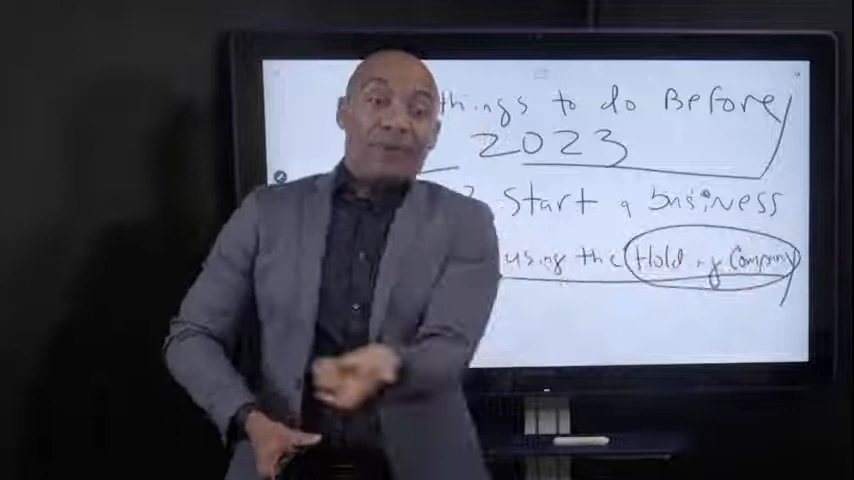 things to do Before
2023
Start a business
using the Holding Company